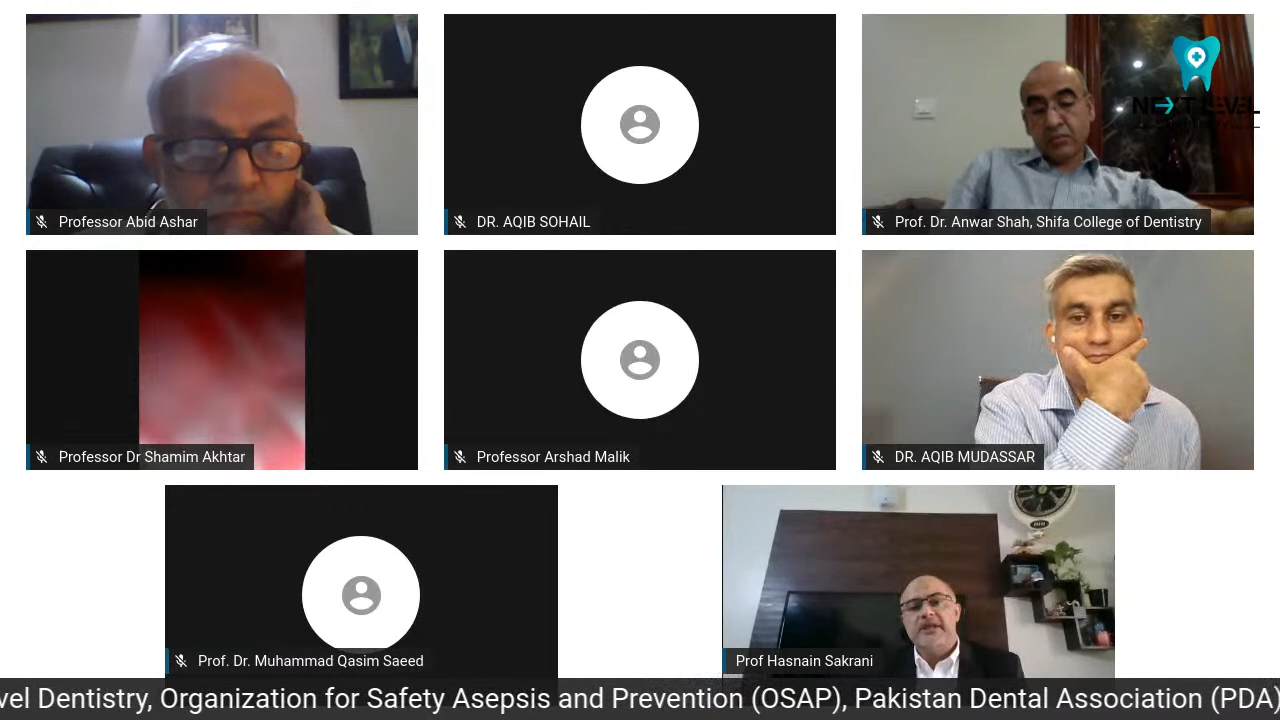 NEXT LEVEL
Professor Abid Ashar
DR. AQIB SOHAIL
Prof. Dr. Anwar Shah, Shifa College of Dentistry
Professor Dr Shamim Akhtar
Professor Arshad Malik
DR. AQIB MUDASSAR
Prof. Dr. Muhammad Qasim Saeed
Prof Hasnain Sakrani
vel Dentistry, Organization for Safety Asepsis and Prevention (OSAP), Pakistan Dental Association (PDA)